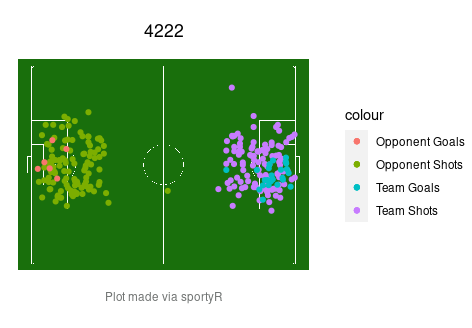 4222
colour
Opponent Goals
Opponent Shots
Team Goals
Team Shots
Plot made via sportyR